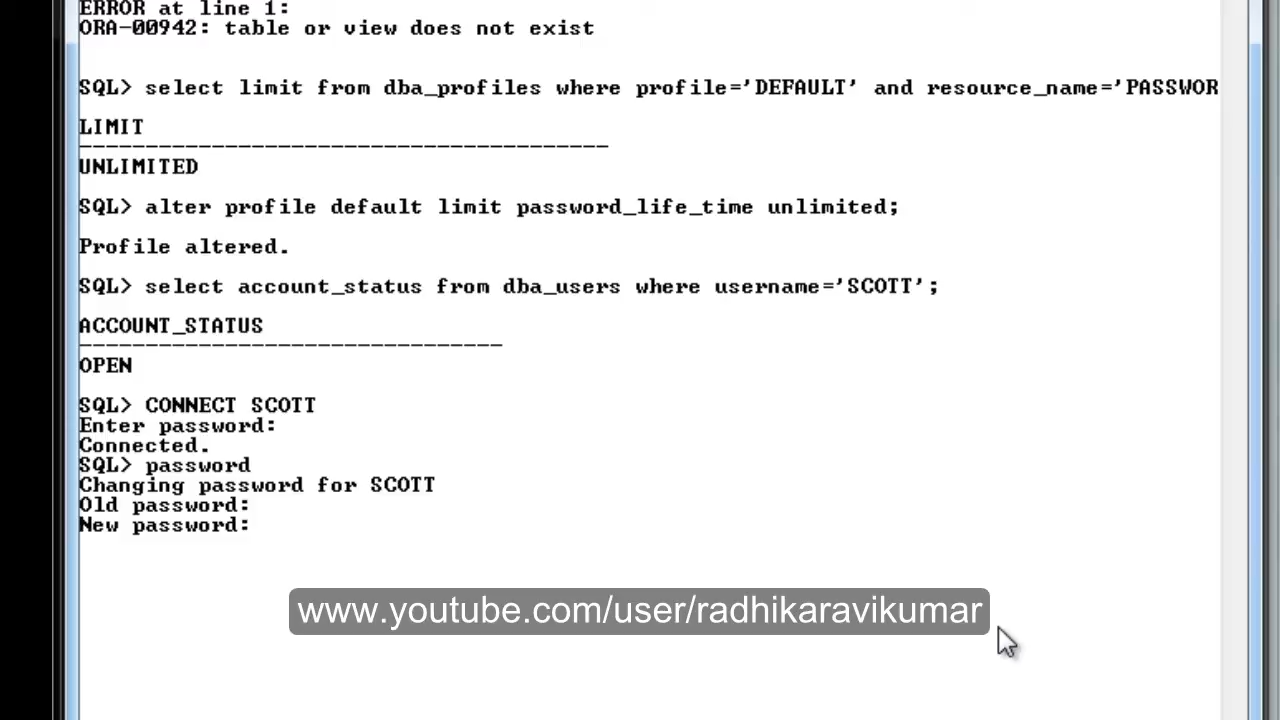 ERROR at line 1:
ORA-00942: table or view does not exist
SQL> select limit from dba_profiles where profile='DEFAULT' and resource_name='PASSWOR
LIMIT
----------------------------------------
UNLIMITED
SQL> alter profile default limit password_life_time unlimited;
Profile altered.
SQL> select account_status from dba_users where username='SCOTT';
ACCOUNT_STATUS
--------------------------------
OPEN
SQL> CONNECT SCOTT
Enter password:
Connected.
SQL> password
Changing password for SCOTT
Old password:
New password:
www.youtube.com/user/radhikaravikumar